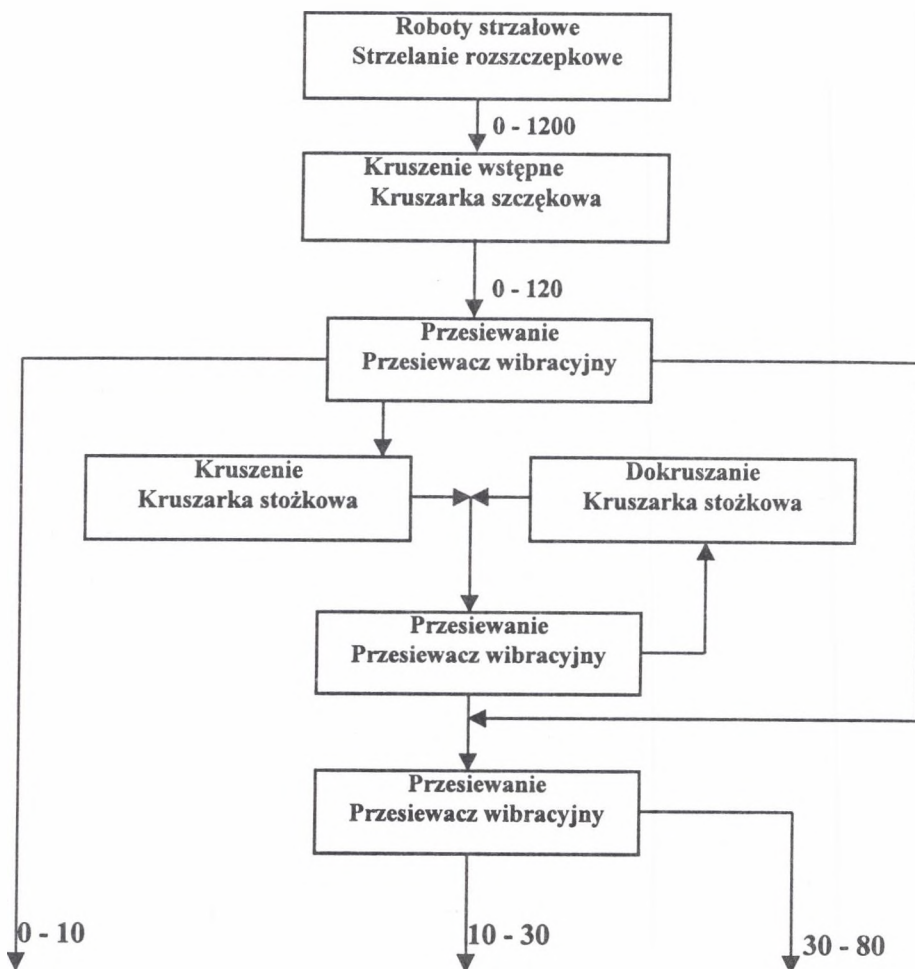 Roboty strzałowe
Strzelanie rozszczepkowe
0 - 1200
Kruszenie wstępne
Kruszarka szczękowa
0 - 120
Przesiewanie
Przesiewacz wibracyjny
Kruszenie
Kruszarka stożkowa
Dokruszanie
Kruszarka stożkowa
Przesiewanie
Przesiewacz wibracyjny
Przesiewanie
Przesiewacz wibracyjny
0 - 10
10 - 30
30 - 80